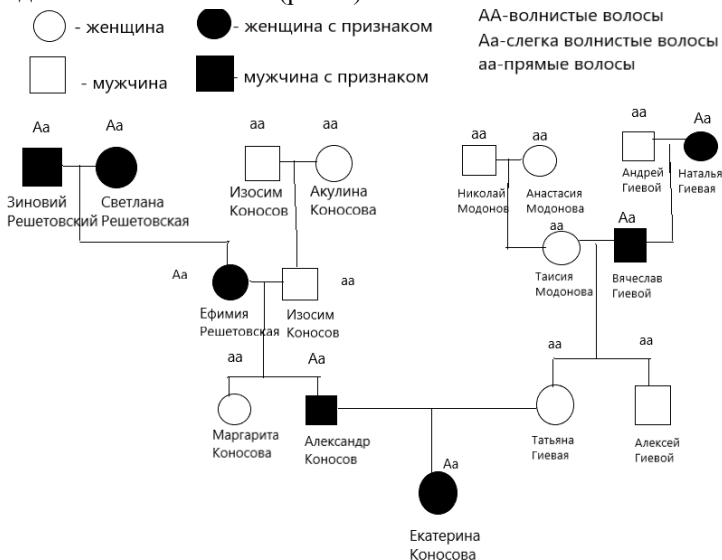 - женщина
- женщина с признаком
- мужчина
- мужчина с признаком
АА-волнистые волосы
Аа-слегка волнистые волосы
аа-прямые волосы
Аа
Аа
аа
аа
аа
аа
аа
Аа
Зиновий
Решетовский
Светлана
Решетовская
Изосим
Коносов
Акулина
Коносова
Николай
Модонов
Анастасия
Модонова
Андрей
Гиевой
Наталья
Гиевая
Аа
Ефимия
Решетовская
Изосим
Коносов
аа
аа
Таисия
Модонова
Аа
Вячеслав
Гиевой
аа
Маргарита
Коносова
Аа
Александр
Коносов
аа
Татьяна
Гиевая
аа
Алексей
Гиевой
Аа
Екатерина
Коносова